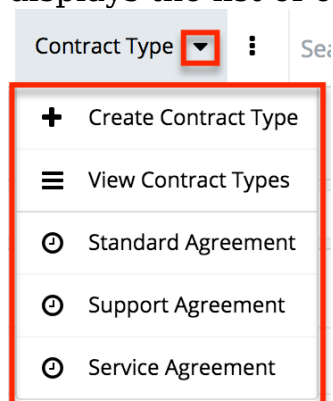 displays the list of
Contract Type
Sea
Create Contract Type
View Contract Types
Standard Agreement
Support Agreement
Service Agreement